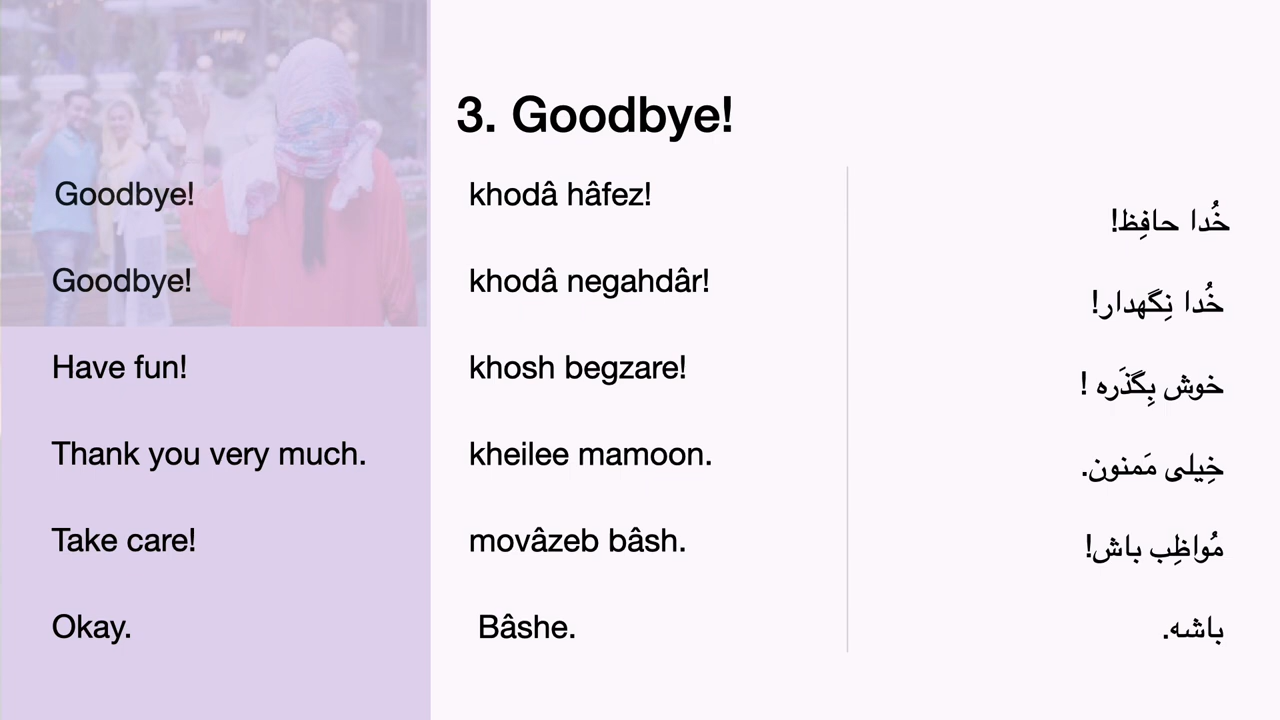 3. Goodbye!
Goodbye! khodâ hâfez! خُدا حافِظ!
Goodbye! khodâ negahdâr! خُدا نِگهدار!
Have fun! khosh begzare! خوش بِگذَره !
Thank you very much. kheilee mamoon. خِیلی مَمنون.
Take care! movâzeb bâsh. مُواظِب باش!
Okay. Bâshe. باشه.